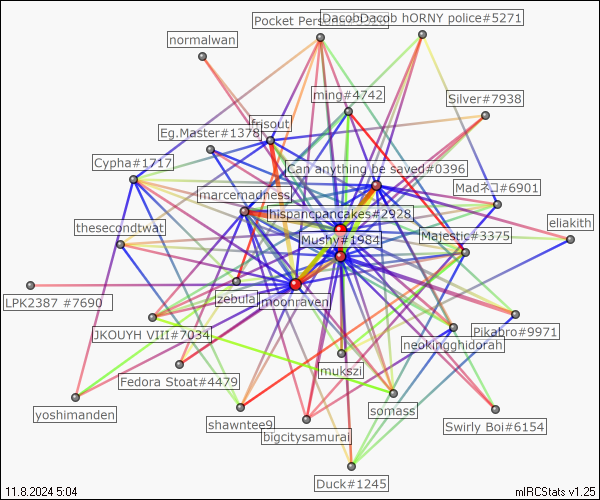 Pocket Persona
DacobDacob hORNY police#5271
normalwan
ming#4742
Silver#7938
frisout
Eg.Master#1378
Cypha#1717
Can anything be saved#0396
Madネコ#6901
marcemadness
hispancpancakes#2928
thesecondtwat
Mushy#1984
Majestic#3375
eliakith
LPK2387 #7690
zebula
moonraven
JKOUYH VIII#7034
Pikabro#9971
neokingghidorah
mukszi
Fedora Stoat#4479
yoshimanden
shawntee9
somass
bigcitysamurai
Swirly Boi#6154
Duck#1245
11.8.2024 5:04
mIRCStats v1.25